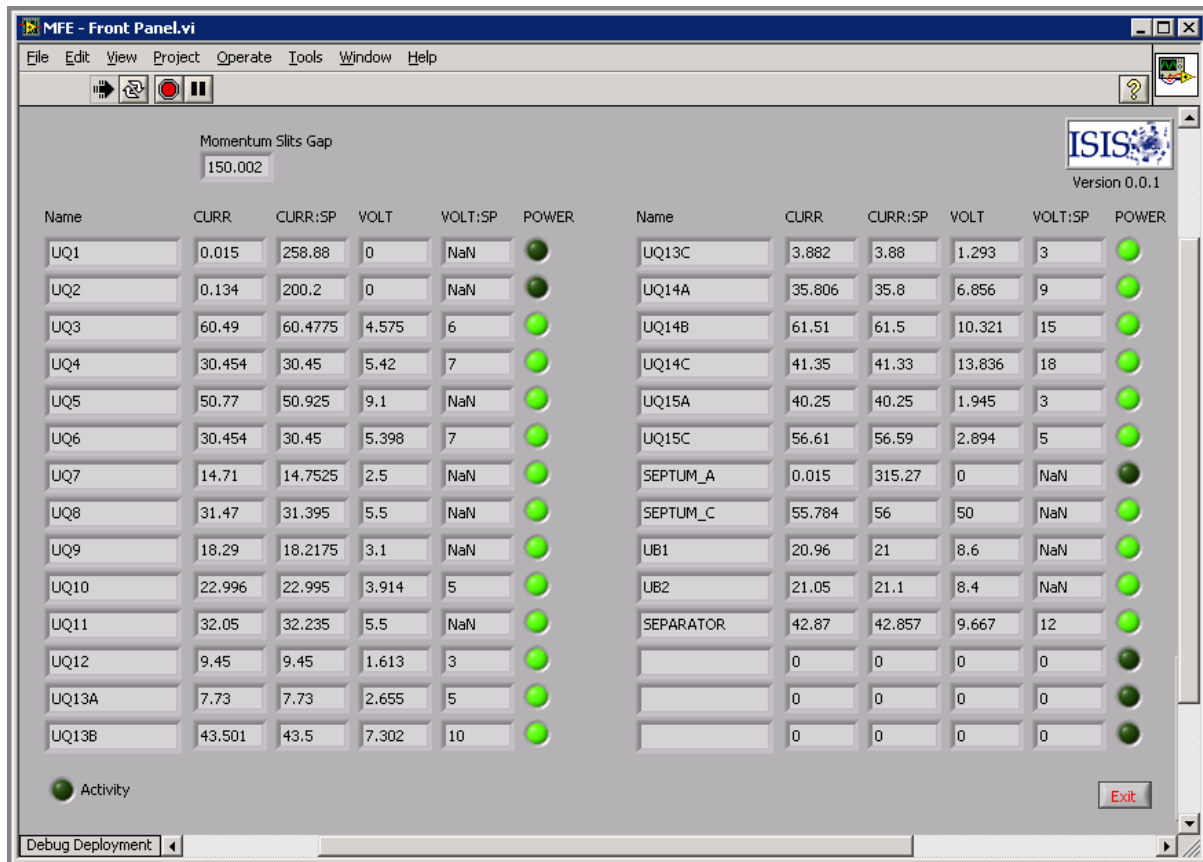 MFE - Front Panel.vi
File Edit View Project Operate Tools Window Help
Momentum Slits Gap
150.002
ISIS
Version 0.0.1
Name CURR CURR:SP VOLT VOLT:SP POWER Name CURR CURR:SP VOLT VOLT:SP POWER
UQ1 0.015 258.88 0 NaN UQ13C 3.882 3.88 1.293 3
UQ2 0.134 200.2 0 NaN UQ14A 35.806 35.8 6.856 9
UQ3 60.49 60.4775 4.575 6 UQ14B 61.51 61.5 10.321 15
UQ4 30.454 30.45 5.42 7 UQ14C 41.35 41.33 13.836 18
UQ5 50.77 50.925 9.1 NaN UQ15A 40.25 40.25 1.945 3
UQ6 30.454 30.45 5.398 7 UQ15C 56.61 56.59 2.894 5
UQ7 14.71 14.7525 2.5 NaN SEPTUM_A 0.015 315.27 0 NaN
UQ8 31.47 31.395 5.5 NaN SEPTUM_C 55.784 56 50 NaN
UQ9 18.29 18.2175 3.1 NaN UB1 20.96 21 8.6 NaN
UQ10 22.996 22.995 3.914 5 UB2 21.05 21.1 8.4 NaN
UQ11 32.05 32.235 5.5 NaN SEPARATOR 42.87 42.857 9.667 12
UQ12 9.45 9.45 1.613 3 0 0 0 0
UQ13A 7.73 7.73 2.655 5 0 0 0 0
UQ13B 43.501 43.5 7.302 10 0 0 0 0
Activity
Exit
Debug Deployment